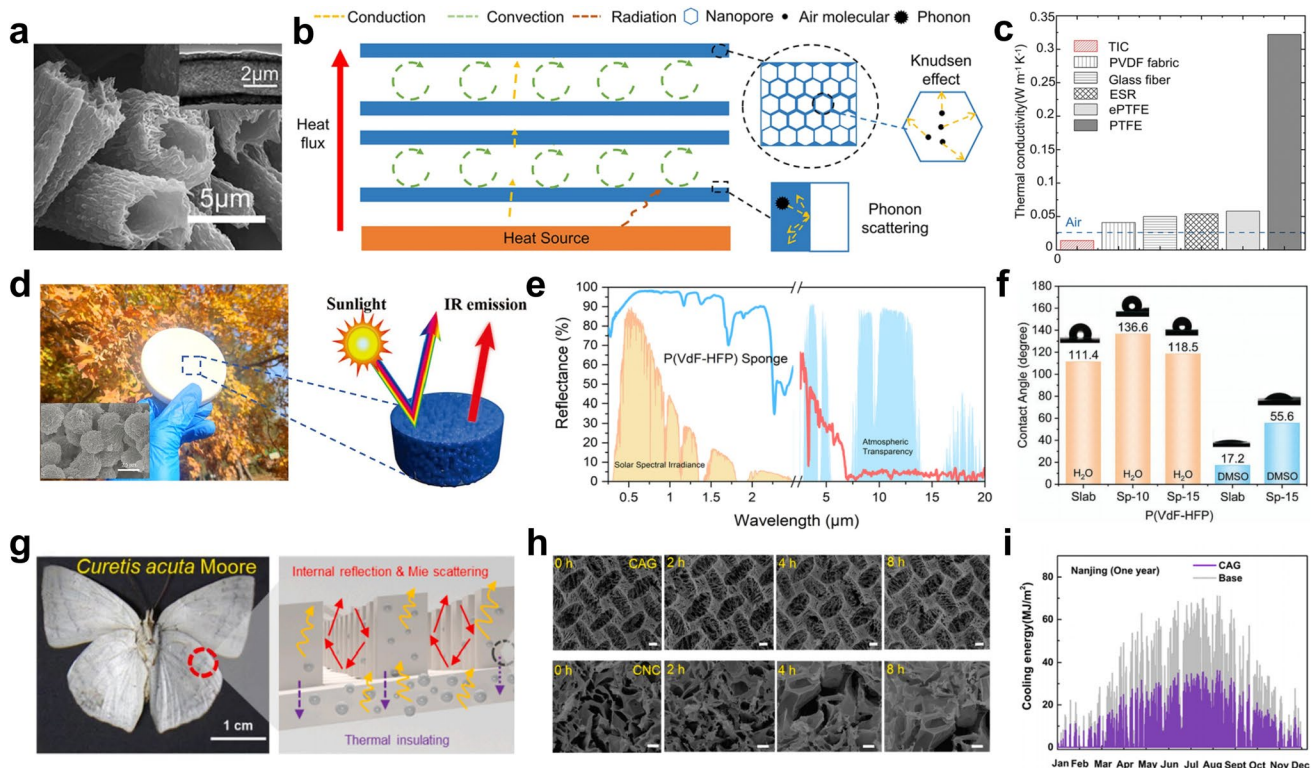 Conduction Convection Radiation Nanopore Air molecular Phonon
a
2μm
5μm
b
Heat
flux
Heat Source
Knudsen
effect
Phonon
scattering
c
Thermal conductivity(W m⁻¹ K⁻¹)
0.35
0.32
0.25
0.20
0.15
0.10
0.05
0
0
TIC
PVDF fabric
Glass fiber
ESR
ePTFE
PTFE
Air
d
Sunlight
IR emission
e
Reflectance (%)
100
90
80
70
60
50
40
30
20
10
0
P(VdF-HFP) Sponge
Solar Spectral Irradiance
Atmospheric
Transparency
0.5 1 1.5 2 5 10 15 20
Wavelength (μm)
f
Contact Angle (degree)
180
160
140
120
100
80
60
40
20
0
111.4
136.6
118.5
17.2
55.6
H₂O H₂O H₂O DMSO DMSO
Slab Sp-10 Sp-15 Slab Sp-15
P(VdF-HFP)
g
Curetis acuta Moore
1 cm
Internal reflection & Mie scattering
Thermal insulating
h
0 h CAG
2 h
4 h
8 h
0 h CNC
2 h
4 h
8 h
i
Nanjing (One year)
CAG
Base
Cooling energy(MJ/m²)
80
60
40
20
0
Jan Feb Mar Apr May Jun Jul Aug Sept Oct Nov Dec